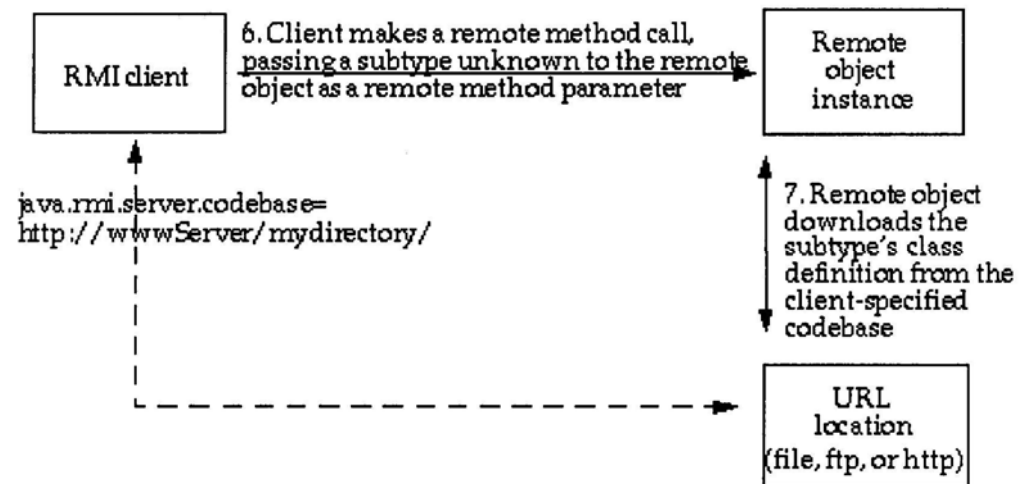 RMI client
6. Client makes a remote method call,
passing a subtype unknown to the remote
object as a remote method parameter
Remote
object
instance
java.rmi.server.codebase=
http://wwwServer/mydirectory/
7. Remote object
downloads the
subtype's class
definition from the
client-specified
codebase
URL
location
(file, ftp, or http)